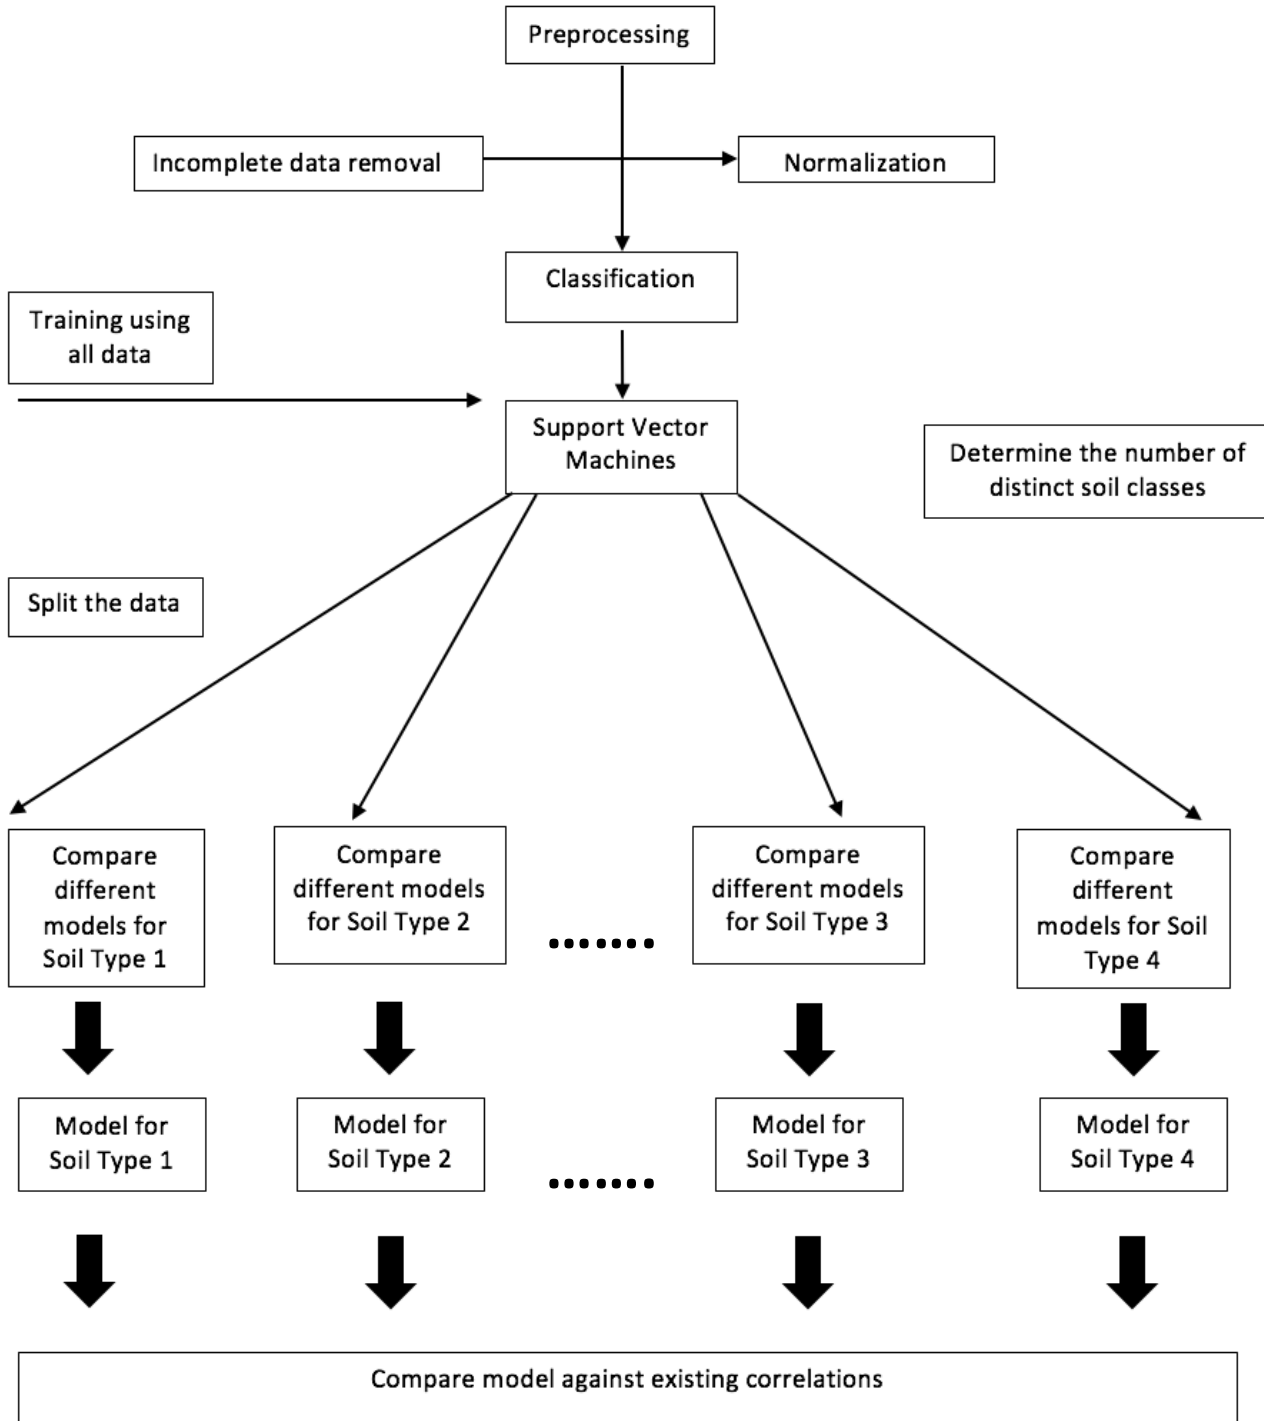 Preprocessing
Incomplete data removal
Normalization
Classification
Training using
all data
Support Vector
Machines
Determine the number of
distinct soil classes
Split the data
Compare
different
models for
Soil Type 1
Compare
different models
for Soil Type 2
.......
Compare
different models
for Soil Type 3
Compare
different
models for Soil
Type 4
Model for
Soil Type 1
Model for
Soil Type 2
.......
Model for
Soil Type 3
Model for
Soil Type 4
Compare model against existing correlations